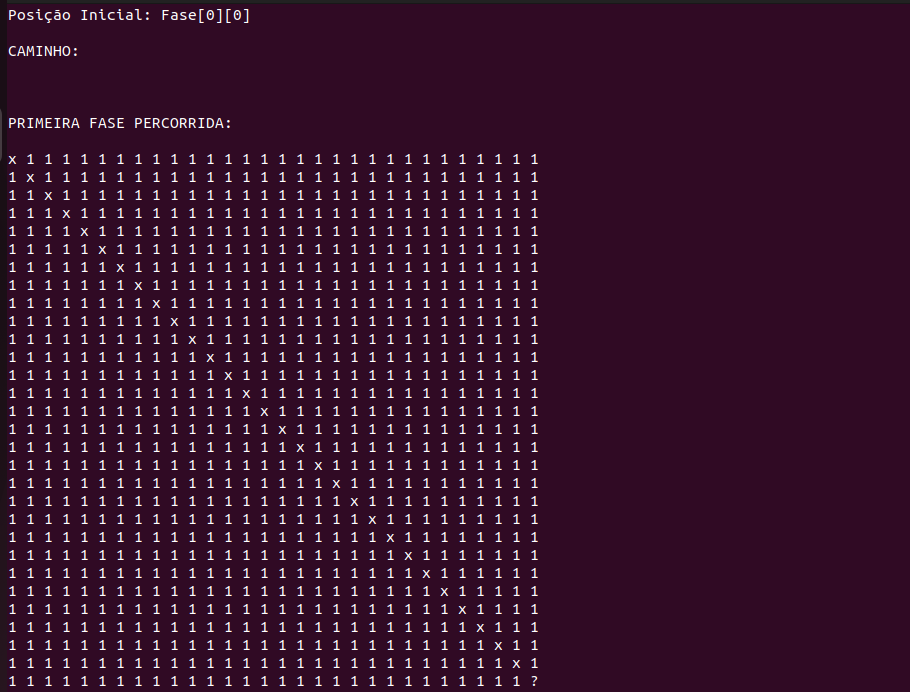 Posição Inicial: Fase[0][0]
CAMINHO:
PRIMEIRA FASE PERCORRIDA:
x 1 1 1 1 1 1 1 1 1 1 1 1 1 1 1 1 1 1 1 1 1 1 1 1 1 1 1 1 1
1 x 1 1 1 1 1 1 1 1 1 1 1 1 1 1 1 1 1 1 1 1 1 1 1 1 1 1 1 1
1 1 x 1 1 1 1 1 1 1 1 1 1 1 1 1 1 1 1 1 1 1 1 1 1 1 1 1 1 1
1 1 1 x 1 1 1 1 1 1 1 1 1 1 1 1 1 1 1 1 1 1 1 1 1 1 1 1 1 1
1 1 1 1 x 1 1 1 1 1 1 1 1 1 1 1 1 1 1 1 1 1 1 1 1 1 1 1 1 1
1 1 1 1 1 x 1 1 1 1 1 1 1 1 1 1 1 1 1 1 1 1 1 1 1 1 1 1 1 1
1 1 1 1 1 1 x 1 1 1 1 1 1 1 1 1 1 1 1 1 1 1 1 1 1 1 1 1 1 1
1 1 1 1 1 1 1 x 1 1 1 1 1 1 1 1 1 1 1 1 1 1 1 1 1 1 1 1 1 1
1 1 1 1 1 1 1 1 x 1 1 1 1 1 1 1 1 1 1 1 1 1 1 1 1 1 1 1 1 1
1 1 1 1 1 1 1 1 1 x 1 1 1 1 1 1 1 1 1 1 1 1 1 1 1 1 1 1 1 1
1 1 1 1 1 1 1 1 1 1 x 1 1 1 1 1 1 1 1 1 1 1 1 1 1 1 1 1 1 1
1 1 1 1 1 1 1 1 1 1 1 x 1 1 1 1 1 1 1 1 1 1 1 1 1 1 1 1 1 1
1 1 1 1 1 1 1 1 1 1 1 1 x 1 1 1 1 1 1 1 1 1 1 1 1 1 1 1 1 1
1 1 1 1 1 1 1 1 1 1 1 1 1 x 1 1 1 1 1 1 1 1 1 1 1 1 1 1 1 1
1 1 1 1 1 1 1 1 1 1 1 1 1 1 x 1 1 1 1 1 1 1 1 1 1 1 1 1 1 1
1 1 1 1 1 1 1 1 1 1 1 1 1 1 1 x 1 1 1 1 1 1 1 1 1 1 1 1 1 1
1 1 1 1 1 1 1 1 1 1 1 1 1 1 1 1 x 1 1 1 1 1 1 1 1 1 1 1 1 1
1 1 1 1 1 1 1 1 1 1 1 1 1 1 1 1 1 x 1 1 1 1 1 1 1 1 1 1 1 1
1 1 1 1 1 1 1 1 1 1 1 1 1 1 1 1 1 1 x 1 1 1 1 1 1 1 1 1 1 1
1 1 1 1 1 1 1 1 1 1 1 1 1 1 1 1 1 1 1 x 1 1 1 1 1 1 1 1 1 1
1 1 1 1 1 1 1 1 1 1 1 1 1 1 1 1 1 1 1 1 x 1 1 1 1 1 1 1 1 1
1 1 1 1 1 1 1 1 1 1 1 1 1 1 1 1 1 1 1 1 1 x 1 1 1 1 1 1 1 1
1 1 1 1 1 1 1 1 1 1 1 1 1 1 1 1 1 1 1 1 1 1 x 1 1 1 1 1 1 1
1 1 1 1 1 1 1 1 1 1 1 1 1 1 1 1 1 1 1 1 1 1 1 x 1 1 1 1 1 1
1 1 1 1 1 1 1 1 1 1 1 1 1 1 1 1 1 1 1 1 1 1 1 1 x 1 1 1 1 1
1 1 1 1 1 1 1 1 1 1 1 1 1 1 1 1 1 1 1 1 1 1 1 1 1 x 1 1 1 1
1 1 1 1 1 1 1 1 1 1 1 1 1 1 1 1 1 1 1 1 1 1 1 1 1 1 x 1 1 1
1 1 1 1 1 1 1 1 1 1 1 1 1 1 1 1 1 1 1 1 1 1 1 1 1 1 1 x 1 1
1 1 1 1 1 1 1 1 1 1 1 1 1 1 1 1 1 1 1 1 1 1 1 1 1 1 1 1 x 1
1 1 1 1 1 1 1 1 1 1 1 1 1 1 1 1 1 1 1 1 1 1 1 1 1 1 1 1 1 ?